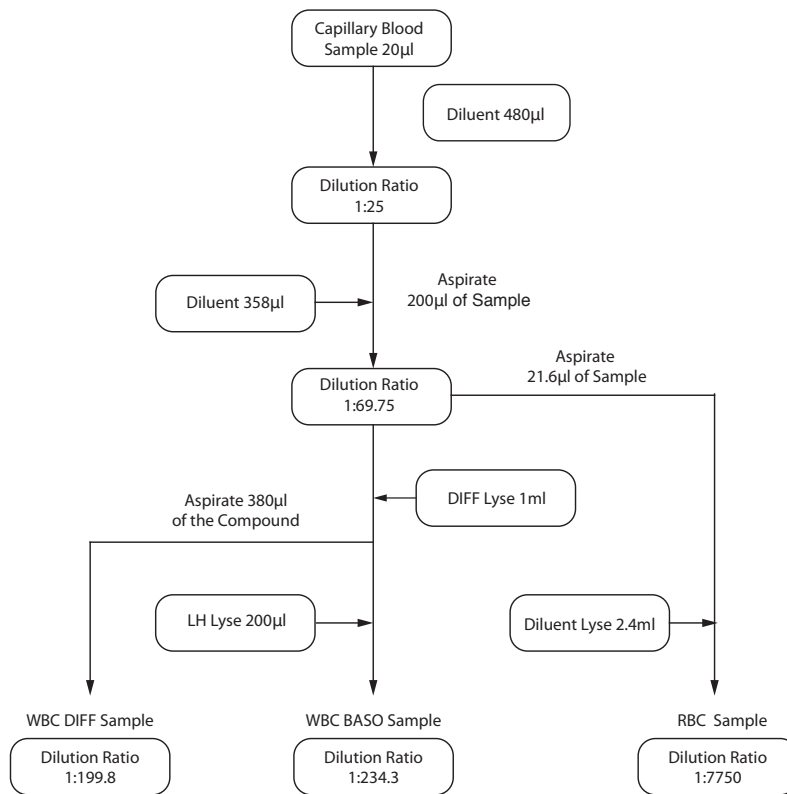 Capillary Blood
Sample 20μl
Diluent 480μl
Dilution Ratio
1:25
Aspirate
200μl of Sample
Diluent 358μl
Dilution Ratio
1:69.75
Aspirate
21.6μl of Sample
DIFF Lyse 1ml
Aspirate 380μl
of the Compound
LH Lyse 200μl
Diluent Lyse 2.4ml
WBC DIFF Sample
Dilution Ratio
1:199.8
WBC BASO Sample
Dilution Ratio
1:234.3
RBC Sample
Dilution Ratio
1:7750